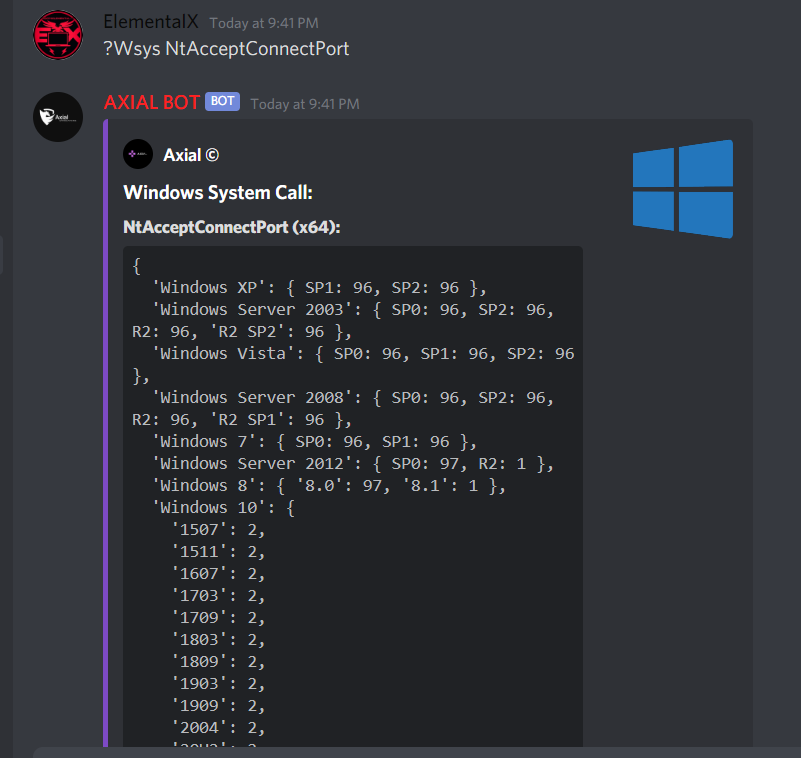 ElementalX Today at 9:41 PM
?Wsys NtAcceptConnectPort
AXIAL BOT BOT Today at 9:41 PM
Axial ©
Windows System Call:
NtAcceptConnectPort (x64):
{
'Windows XP': { SP1: 96, SP2: 96 },
'Windows Server 2003': { SP0: 96, SP2: 96,
R2: 96, 'R2 SP2': 96 },
'Windows Vista': { SP0: 96, SP1: 96, SP2: 96
},
'Windows Server 2008': { SP0: 96, SP2: 96,
R2: 96, 'R2 SP1': 96 },
'Windows 7': { SP0: 96, SP1: 96 },
'Windows Server 2012': { SP0: 97, R2: 1 },
'Windows 8': { '8.0': 97, '8.1': 1 },
'Windows 10': {
'1507': 2,
'1511': 2,
'1607': 2,
'1703': 2,
'1709': 2,
'1803': 2,
'1809': 2,
'1903': 2,
'1909': 2,
'2004': 2,